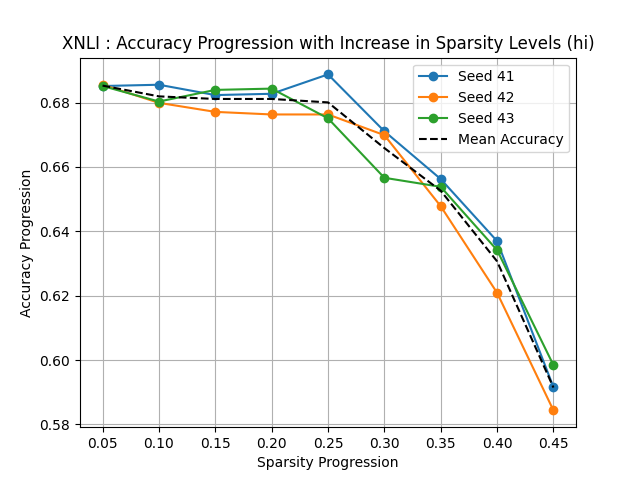 XNLI : Accuracy Progression with Increase in Sparsity Levels (hi)
Seed 41
Seed 42
Seed 43
Mean Accuracy
Accuracy Progression
0.68
0.66
0.64
0.62
0.60
0.58
0.05 0.10 0.15 0.20 0.25 0.30 0.35 0.40 0.45
Sparsity Progression